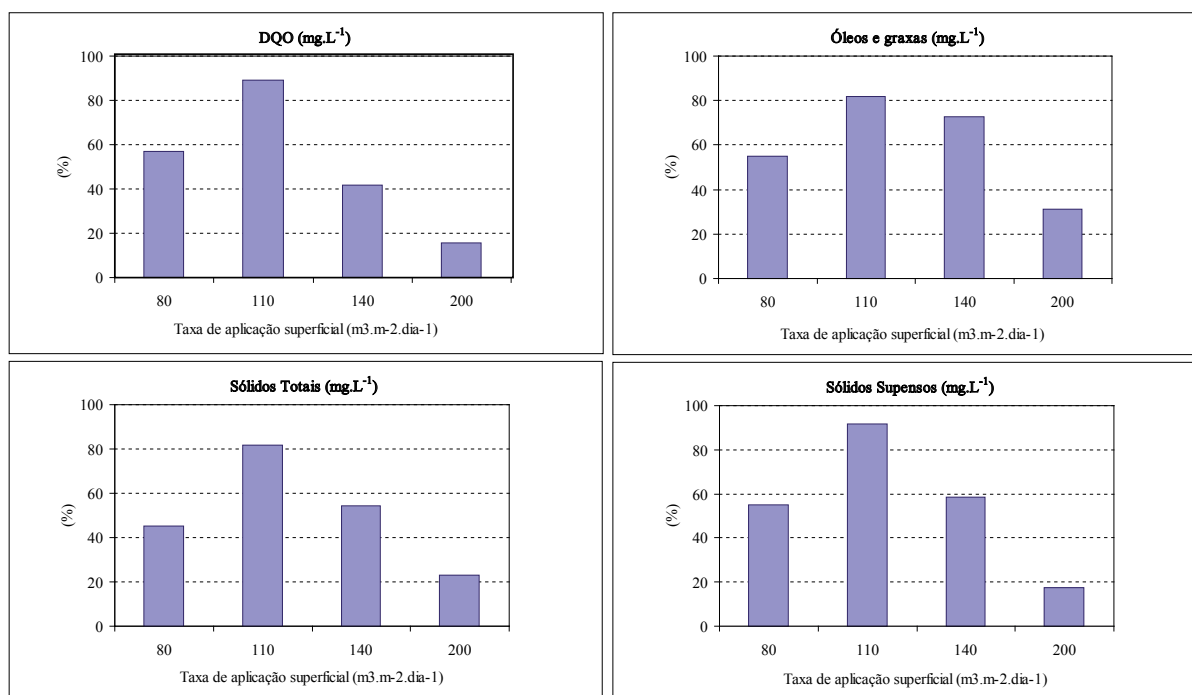 DQO (mg.L⁻¹)
100
80
60
40
20
0
(%)
80 110 140 200
Taxa de aplicação superficial (m3.m-2.dia-1)
Óleos e graxas (mg.L⁻¹)
100
80
60
40
20
0
(%)
80 110 140 200
Taxa de aplicação superficial (m3.m-2.dia-1)
Sólidos Totais (mg.L⁻¹)
100
80
60
40
20
0
(%)
80 110 140 200
Taxa de aplicação superficial (m3.m-2.dia-1)
Sólidos Supensos (mg.L⁻¹)
100
80
60
40
20
0
(%)
80 110 140 200
Taxa de aplicação superficial (m3.m-2.dia-1)